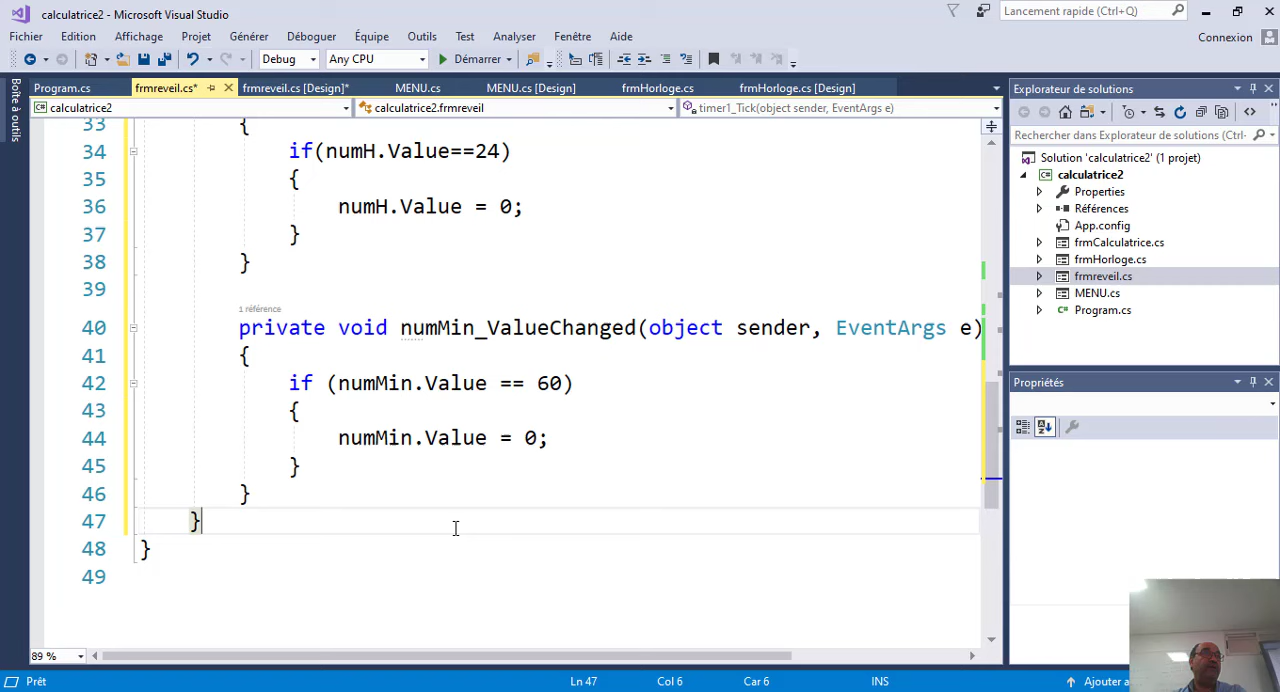 calculatrice2 - Microsoft Visual Studio
Lancement rapide (Ctrl+Q)
Fichier Edition Affichage Projet Générer Déboguer Équipe Outils Test Analyser Fenêtre Aide
Connexion
Debug Any CPU Démarrer
Boîte à outils
Program.cs frmreveil.cs* frmreveil.cs [Design]* MENU.cs MENU.cs [Design] frmHorloge.cs frmHorloge.cs [Design]
calculatrice2 calculatrice2.frmreveil timer1_Tick(object sender, EventArgs e)
33 {
34 if(numH.Value==24)
35 {
36 numH.Value = 0;
37 }
38 }
39
1 référence
40 private void numMin_ValueChanged(object sender, EventArgs e)
41 {
42 if (numMin.Value == 60)
43 {
44 numMin.Value = 0;
45 }
46 }
47 }
48 }
49
89 %
Explorateur de solutions
Rechercher dans Explorateur de solutions (Ctrl-
Solution 'calculatrice2' (1 projet)
calculatrice2
Properties
Références
App.config
frmCalculatrice.cs
frmHorloge.cs
frmreveil.cs
MENU.cs
Program.cs
Propriétés
Prêt Ln 47 Col 6 Car 6 INS Ajouter a